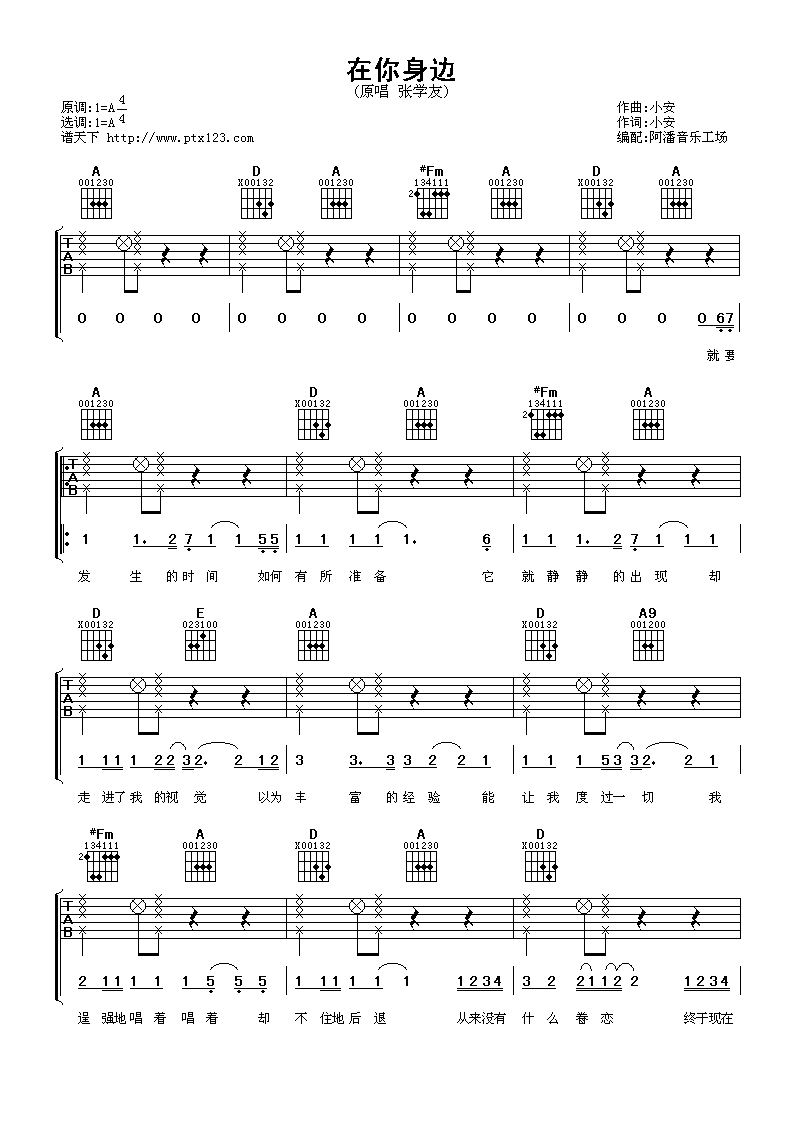 在你身边
(原唱 张学友)
原调:1=A 4/4
选调:1=A
谱天下 http://www.ptx123.com
作曲:小安
作词:小安
编配:阿潘音乐工场
A D A #Fm A D A
001230 X00132 001230 134111 001230 X00132 001230
2
T
A
B
0 0 0 0 0 0 0 0 0 0 0 0 0 0 0 0 67
就 要
A D A #Fm A
001230 X00132 001230 134111 001230
2
T
A
B
1 1. 2 7 1 1 55 1 1 1 1 1. 6 1 1 1. 2 7 1 1 1
发 生 的 时 间 如何 有 所 准 备 它 就 静 静 的 出 现 却
D E A D A9
X00132 023100 001230 X00132 001200
T
A
B
1 11 1 22 32. 2 12 3 3. 3 3 2 2 1 1 1 1 53 32. 2 1
走 进了 我 的视 觉 以为 丰 富 的 经 验 能 让 我 度 过一 切 我
#Fm A D A D
134111 001230 X00132 001230 X00132
2
T
A
B
2 11 1 1 1 5 5 5 1 11 1 1 1 1234 3 2 21 12 2 1234
逞 强地 唱 着 唱 着 却 不 住地 后 退 从来没有 什 么 眷 恋 终于现在